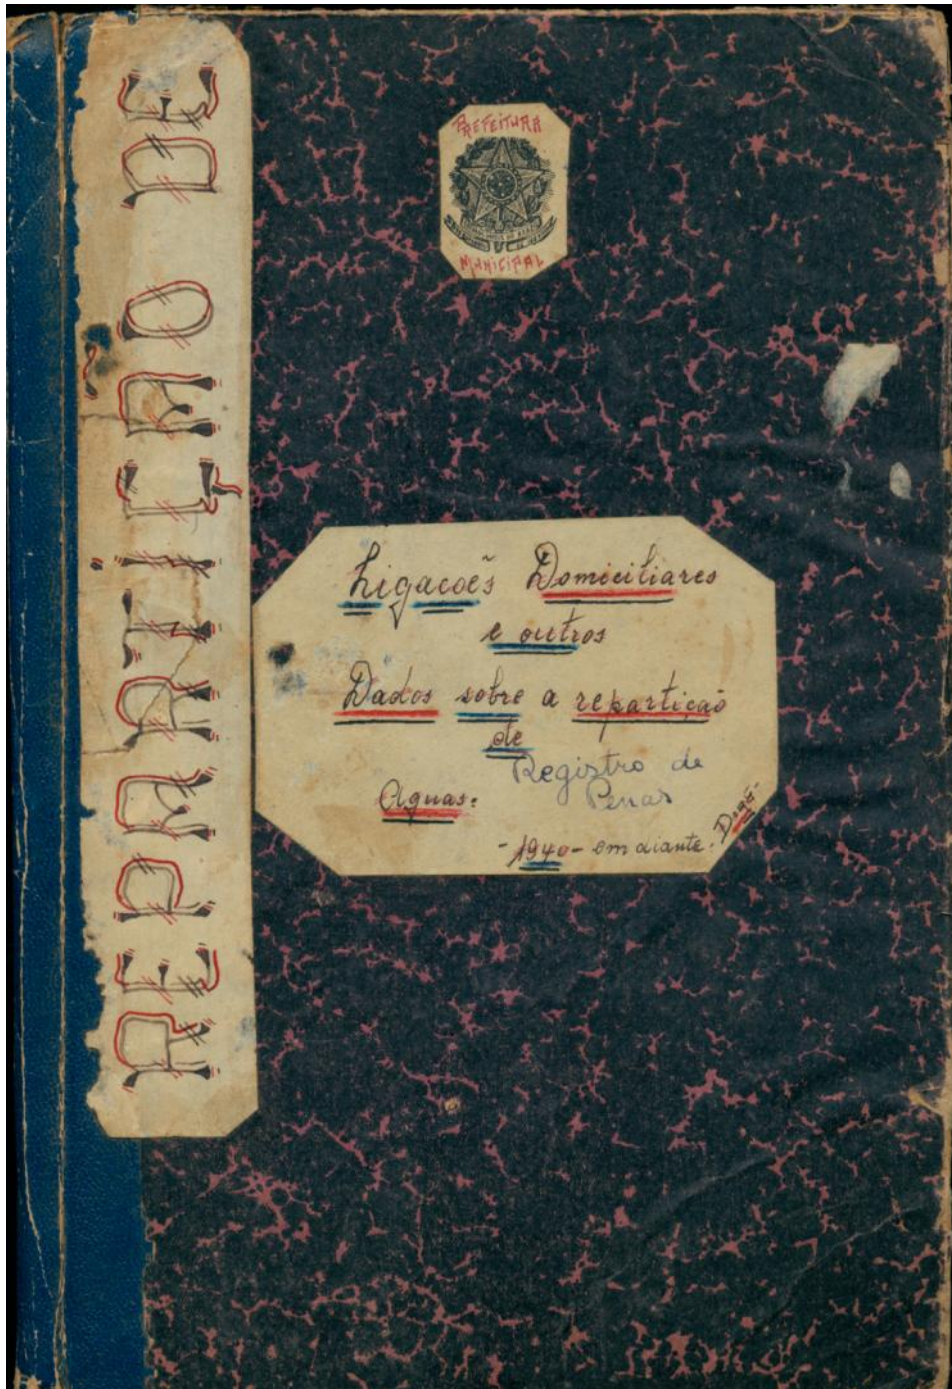 REPARTIÇÃO DE
PREFEITURA
MUNICIPAL
Ligacoẽs Domiciliares
e outros
Dados sobre a repartição
de
Registro de
Penas
Aguas:
-1940- em diante.